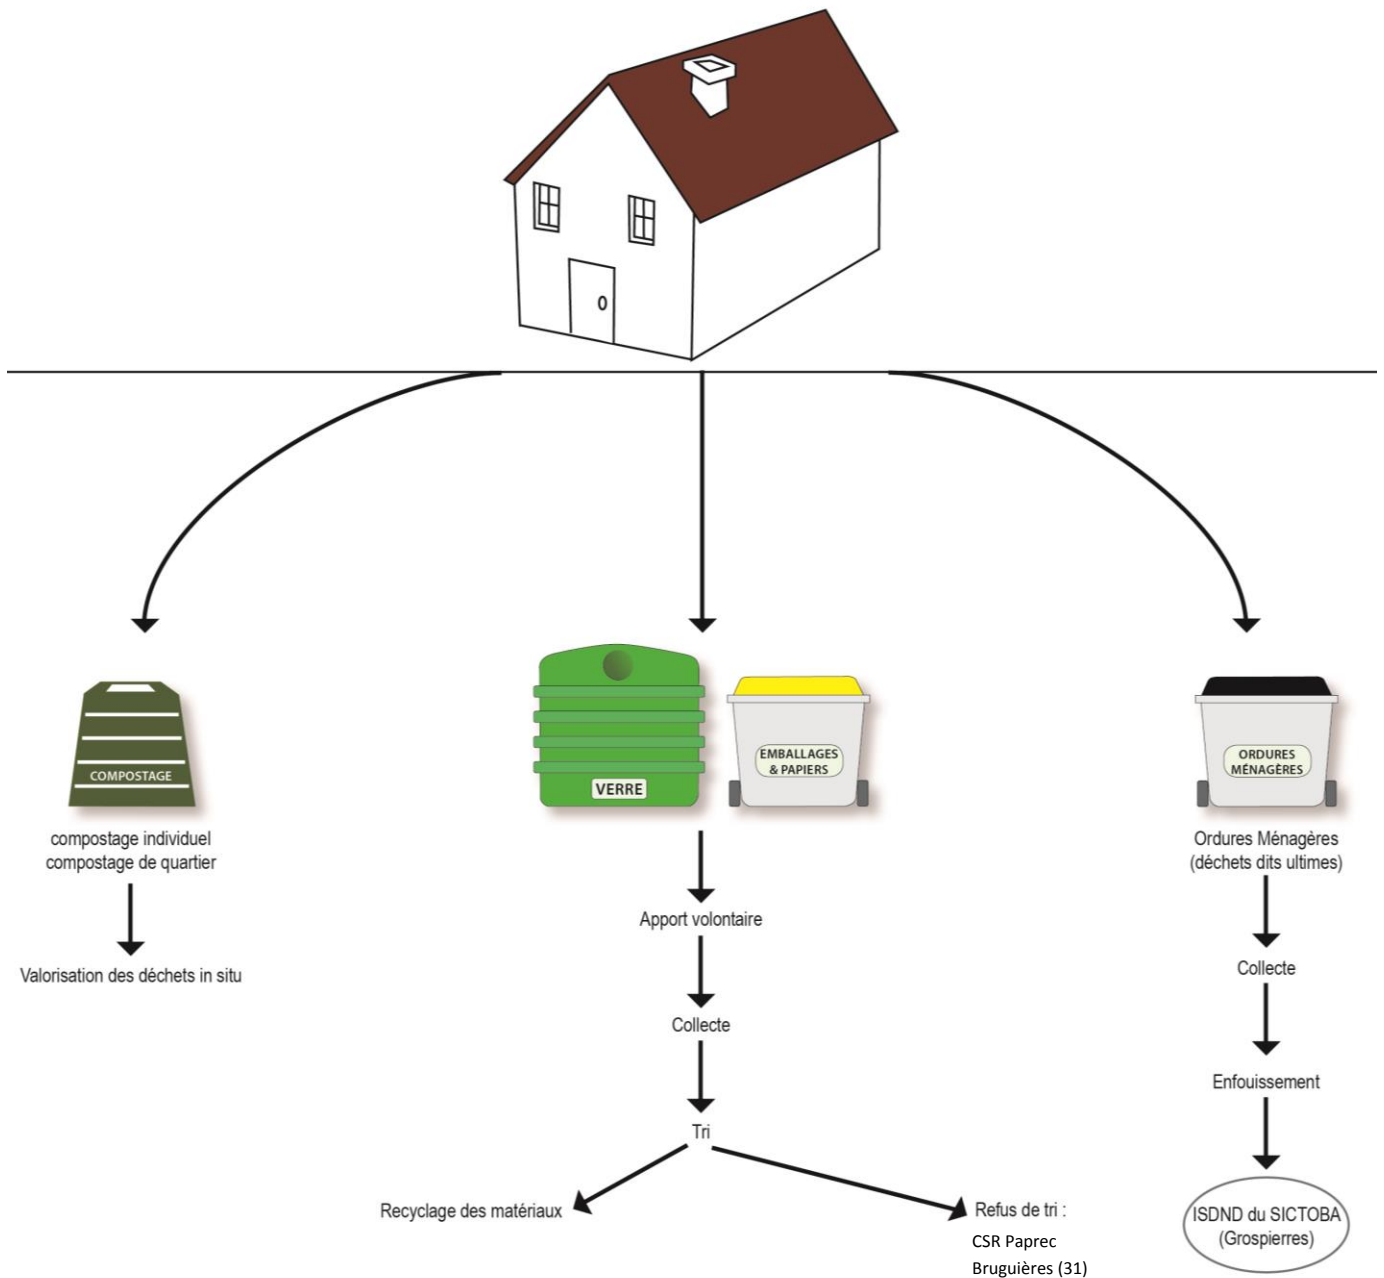 COMPOSTAGE
compostage individuel
compostage de quartier
Valorisation des déchets in situ
VERRE
EMBALLAGES
& PAPIERS
Apport volontaire
Collecte
Tri
Recyclage des matériaux
Refus de tri :
CSR Paprec
Bruguières (31)
ORDURES
MÉNAGÈRES
Ordures Ménagères
(déchets dits ultimes)
Collecte
Enfouissement
ISDND du SICTOBA
(Grospierres)